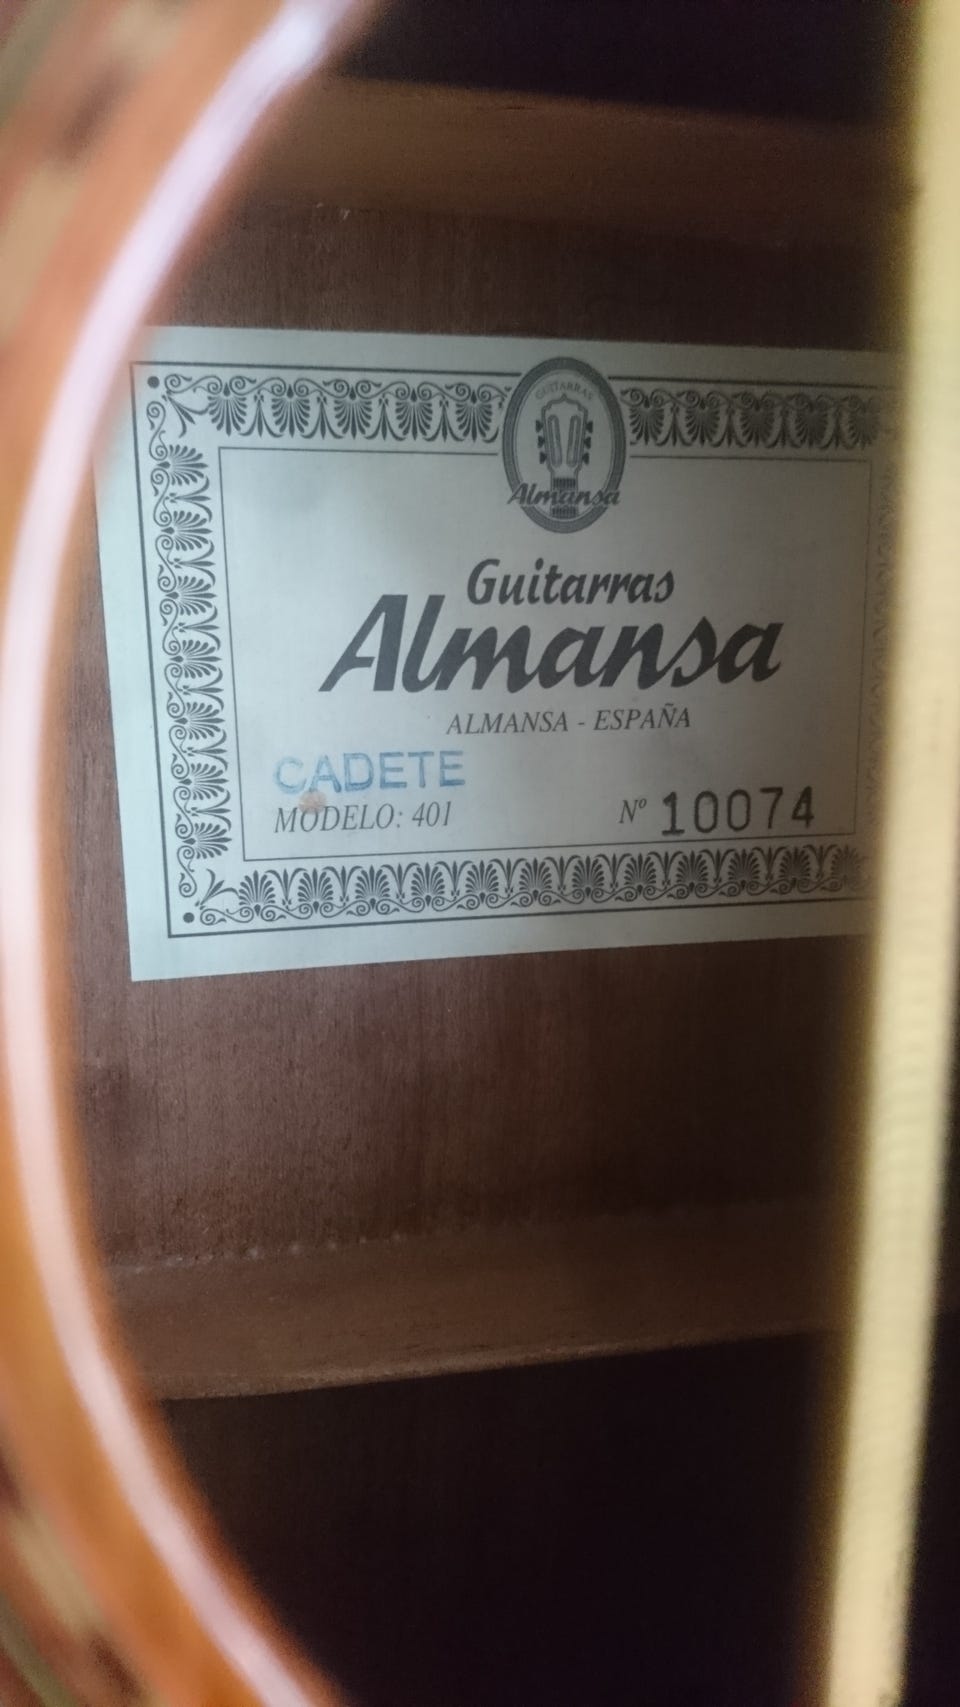 GUITARRAS
Almansa
Guitarras
Almansa
ALMANSA - ESPAÑA
CADETE
MODELO: 401
Nº 10074